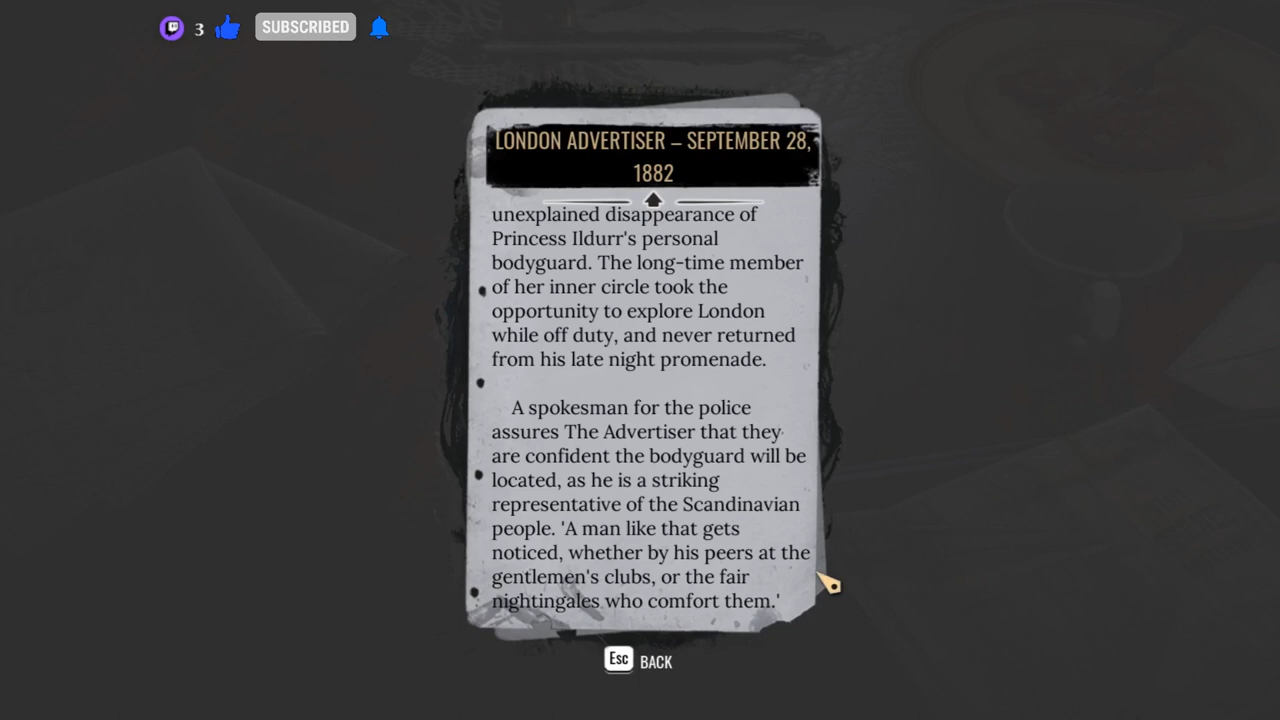 3
SUBSCRIBED
LONDON ADVERTISER – SEPTEMBER 28,
1882
unexplained disappearance of
Princess Ildurr's personal
bodyguard. The long-time member
of her inner circle took the
opportunity to explore London
while off duty, and never returned
from his late night promenade.
A spokesman for the police
assures The Advertiser that they
are confident the bodyguard will be
located, as he is a striking
representative of the Scandinavian
people. 'A man like that gets
noticed, whether by his peers at the
gentlemen's clubs, or the fair
nightingales who comfort them.'
Esc BACK